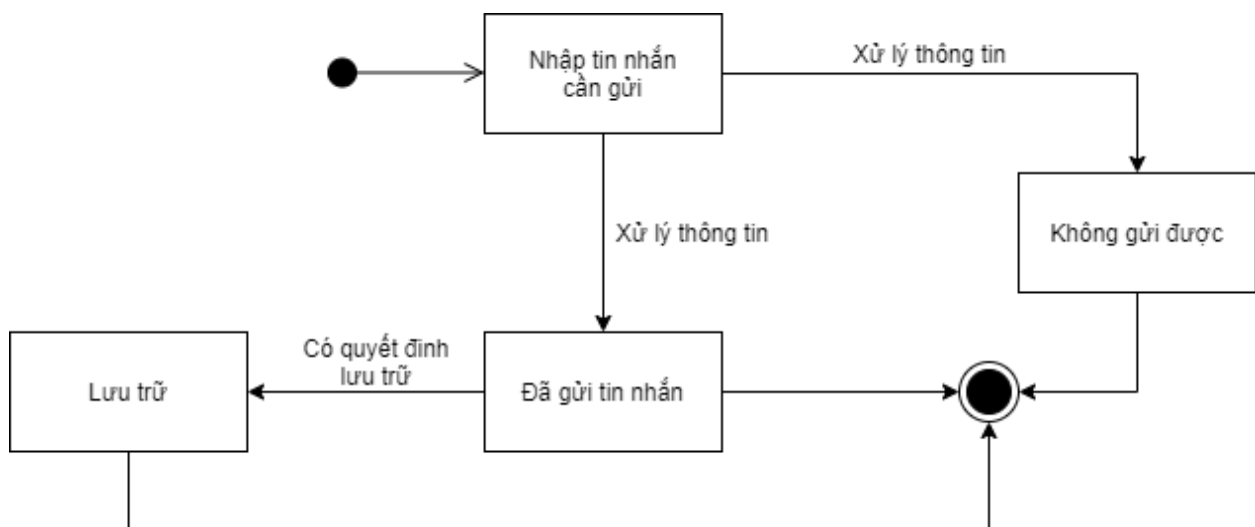 Nhập tin nhắn
cần gửi
Xử lý thông tin
Xử lý thông tin
Không gửi được
Lưu trữ
Có quyết đinh
lưu trữ
Đã gửi tin nhắn